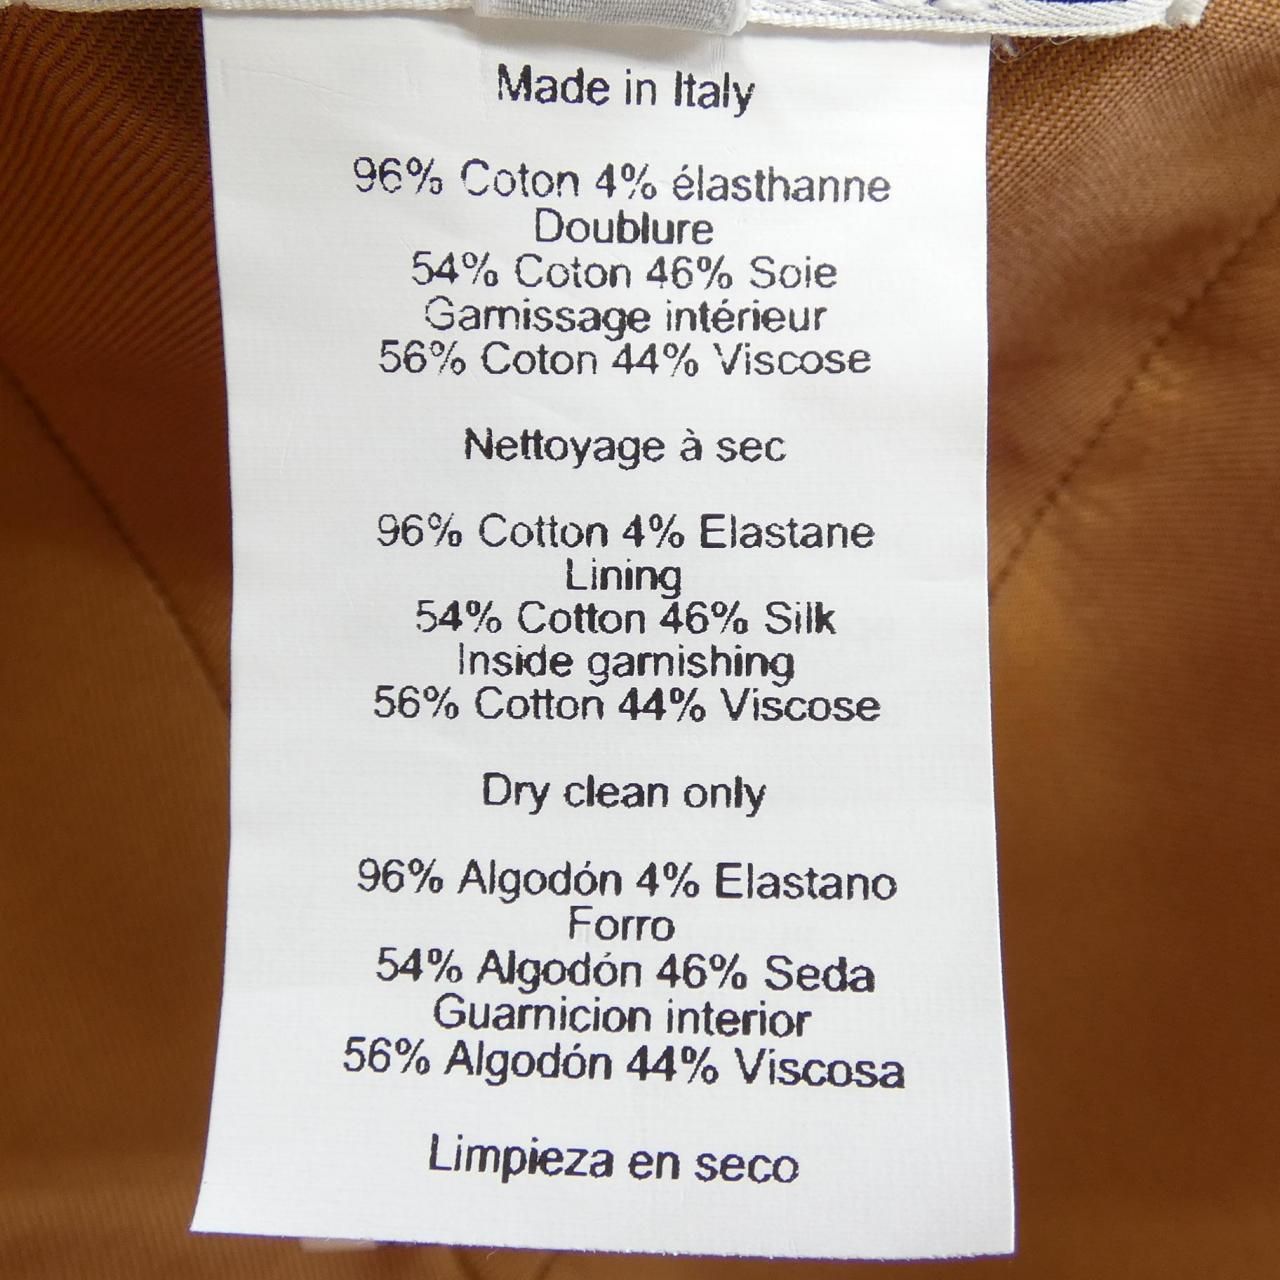 Made in Italy
96% Coton 4% élasthanne
Doublure
54% Coton 46% Soie
Garnissage intérieur
56% Coton 44% Viscose
Nettoyage à sec
96% Cotton 4% Elastane
Lining
54% Cotton 46% Silk
Inside garnishing
56% Cotton 44% Viscose
Dry clean only
96% Algodón 4% Elastano
Forro
54% Algodón 46% Seda
Guarnicion interior
56% Algodón 44% Viscosa
Limpieza en seco